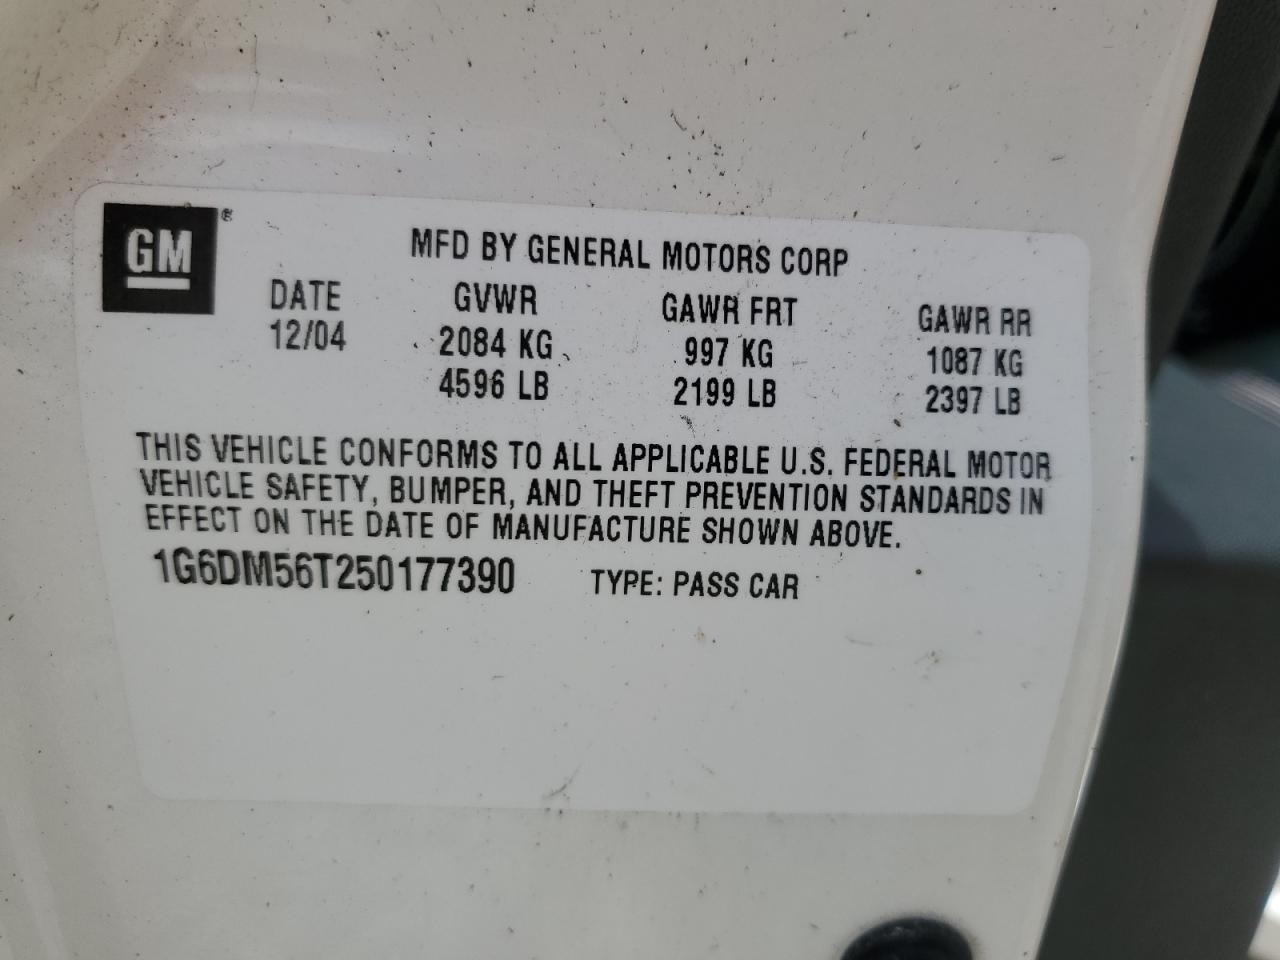 GM®
MFD BY GENERAL MOTORS CORP
DATE GVWR GAWR FRT GAWR RR
12/04 2084 KG 997 KG 1087 KG
4596 LB 2199 LB 2397 LB
THIS VEHICLE CONFORMS TO ALL APPLICABLE U.S. FEDERAL MOTOR
VEHICLE SAFETY, BUMPER, AND THEFT PREVENTION STANDARDS IN
EFFECT ON THE DATE OF MANUFACTURE SHOWN ABOVE.
1G6DM56T250177390 TYPE: PASS CAR